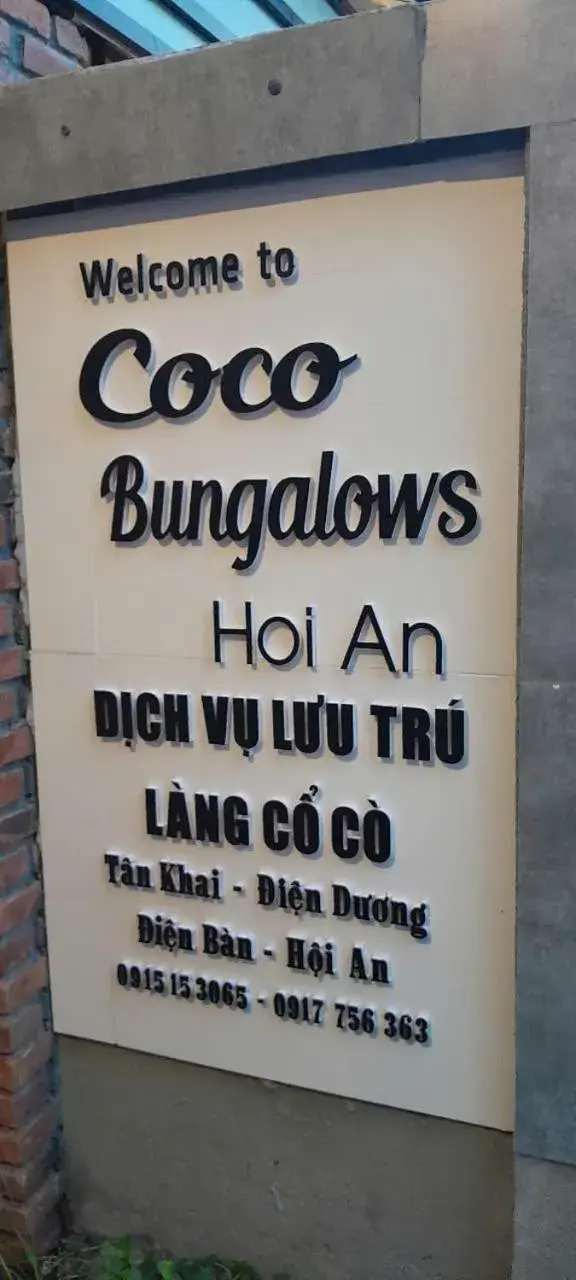 Welcome to
Coco
Bungalows
Hoi An
DỊCH VỤ LƯU TRÚ
LÀNG CỔ CÒ
Tân Khai - Điện Dương
Điện Bàn - Hội An
0915 15 3065 - 0917 756 363